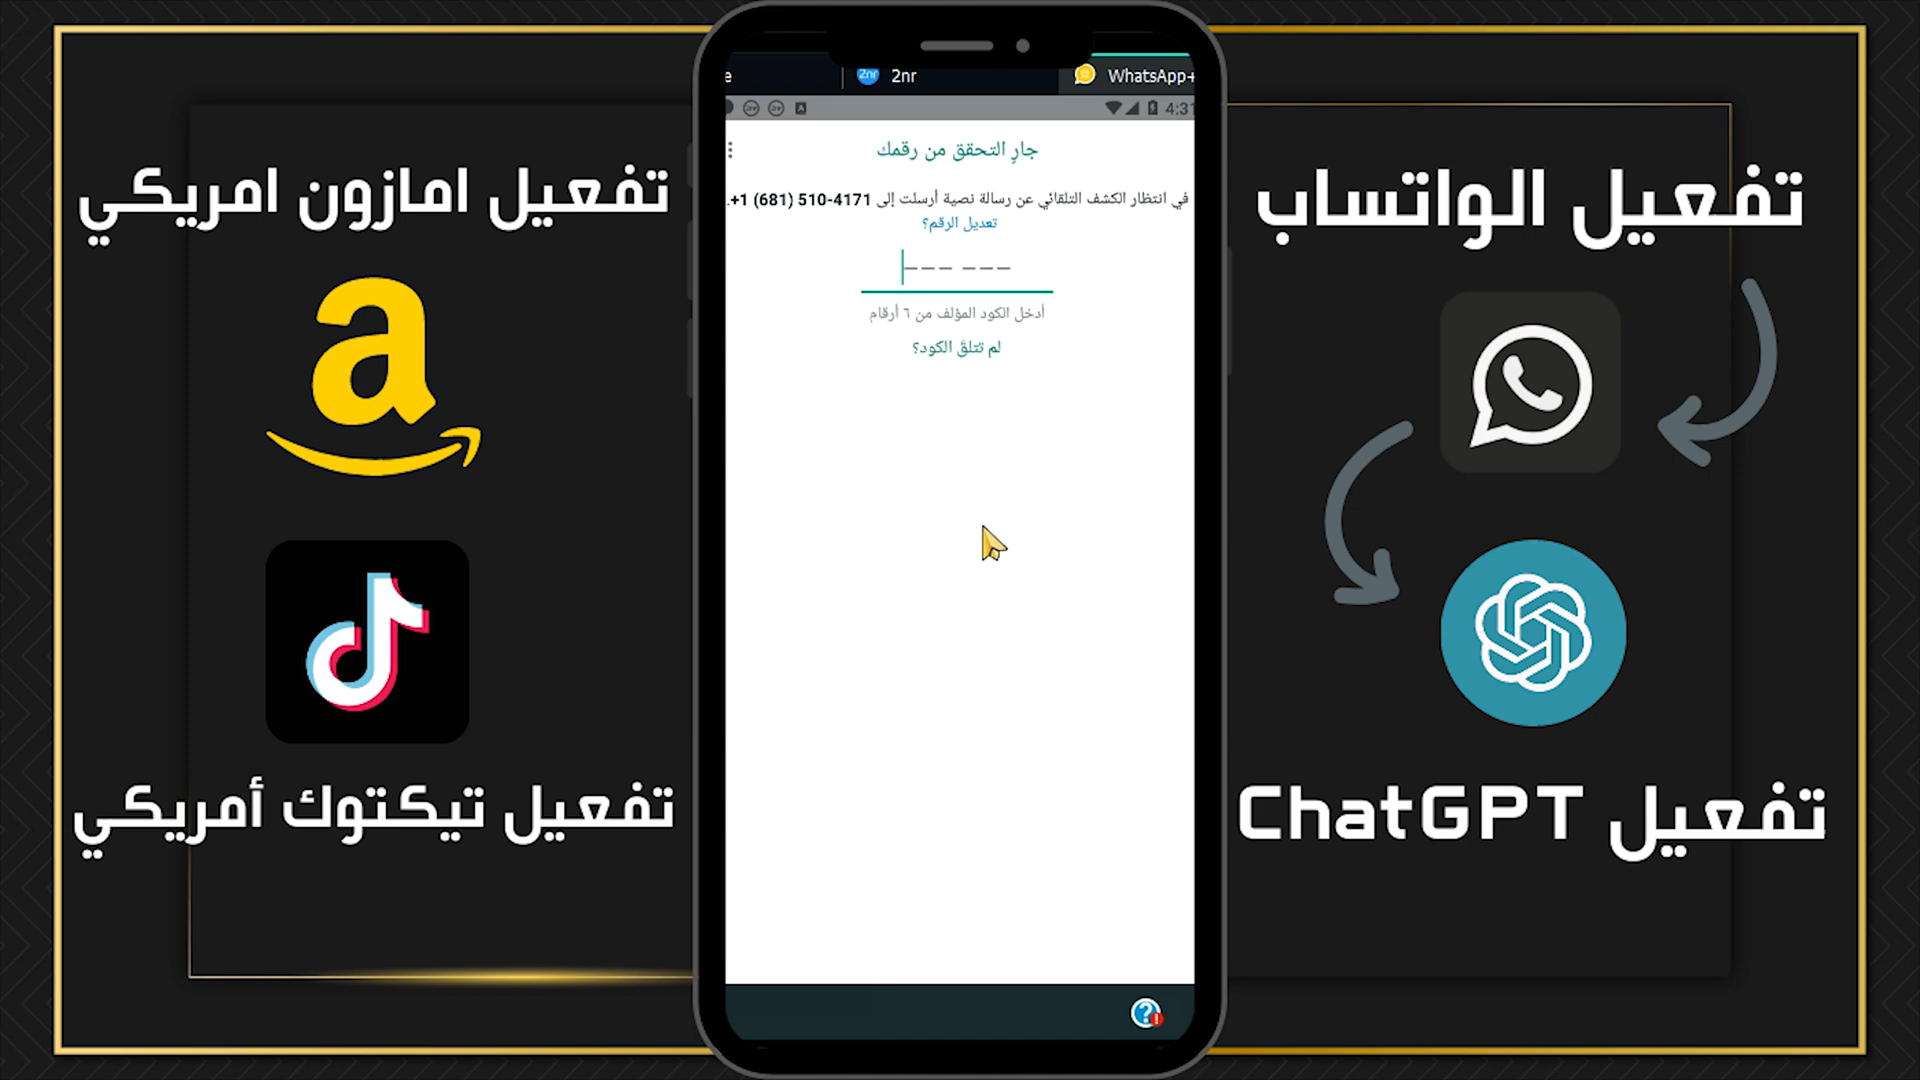 e
2nr
WhatsApp+
4:31
جارٍ التحقق من رقمك
في انتظار الكشف التلقائي عن رسالة نصية أرسلت إلى +1 (681) 510-4171.
تعديل الرقم؟
--- ---
أدخل الكود المؤلف من ٦ أرقام
لم تتلقَ الكود؟
تفعيل الواتساب
تفعيل ChatGPT
تفعيل امازون امريكي
تفعيل تيكتوك أمريكي